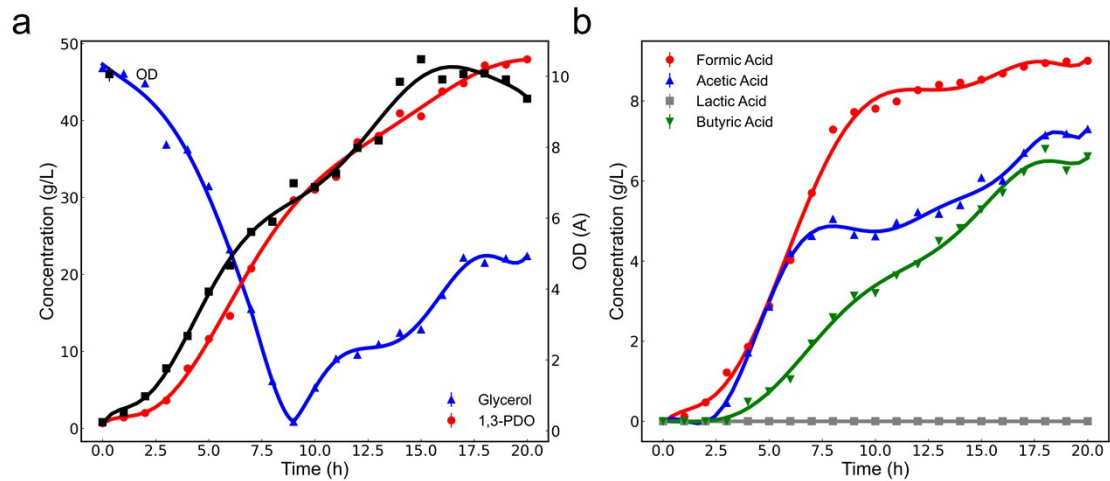 a
50
40
30
20
10
0
Concentration (g/L)
OD
10
8
6
4
2
0
OD (A)
Glycerol
1,3-PDO
0.0 2.5 5.0 7.5 10.0 12.5 15.0 17.5 20.0
Time (h)
b
8
6
4
2
0
Concentration (g/L)
Formic Acid
Acetic Acid
Lactic Acid
Butyric Acid
0.0 2.5 5.0 7.5 10.0 12.5 15.0 17.5 20.0
Time (h)